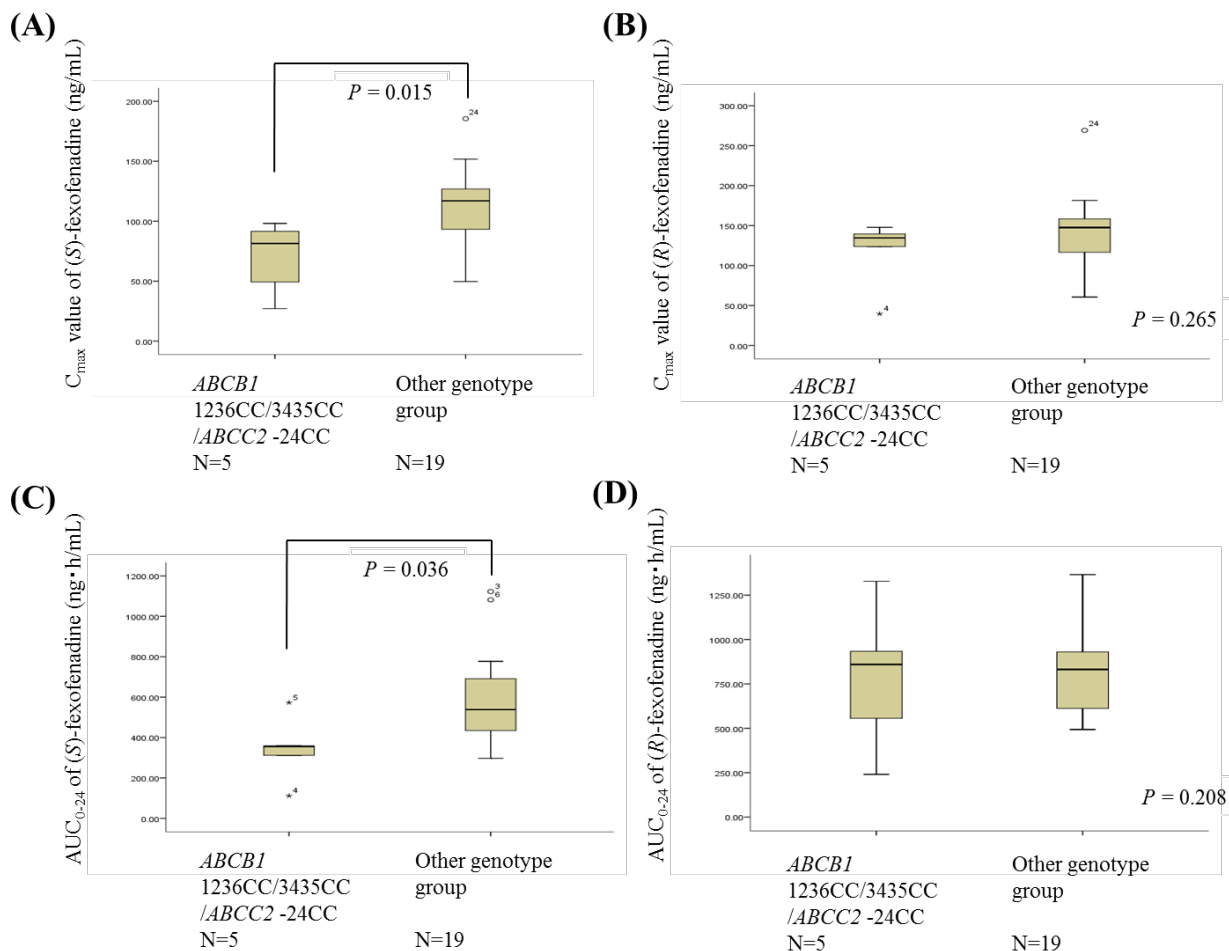 (A)
Cmax value of (S)-fexofenadine (ng/mL)
P = 0.015
200.00
150.00
100.00
50.00
0.00
24
ABCB1
1236CC/3435CC
/ABCC2 -24CC
N=5
Other genotype
group
N=19
(B)
Cmax value of (R)-fexofenadine (ng/mL)
300.00
250.00
200.00
150.00
100.00
50.00
0.00
24
4
P = 0.265
ABCB1
1236CC/3435CC
/ABCC2 -24CC
N=5
Other genotype
group
N=19
(C)
AUC0-24 of (S)-fexofenadine (ng・h/mL)
P = 0.036
1200.00
1000.00
800.00
600.00
400.00
200.00
0.00
3
6
5
4
ABCB1
1236CC/3435CC
/ABCC2 -24CC
N=5
Other genotype
group
N=19
(D)
AUC0-24 of (R)-fexofenadine (ng・h/mL)
1250.00
1000.00
750.00
500.00
250.00
0.00
P = 0.208
ABCB1
1236CC/3435CC
/ABCC2 -24CC
N=5
Other genotype
group
N=19